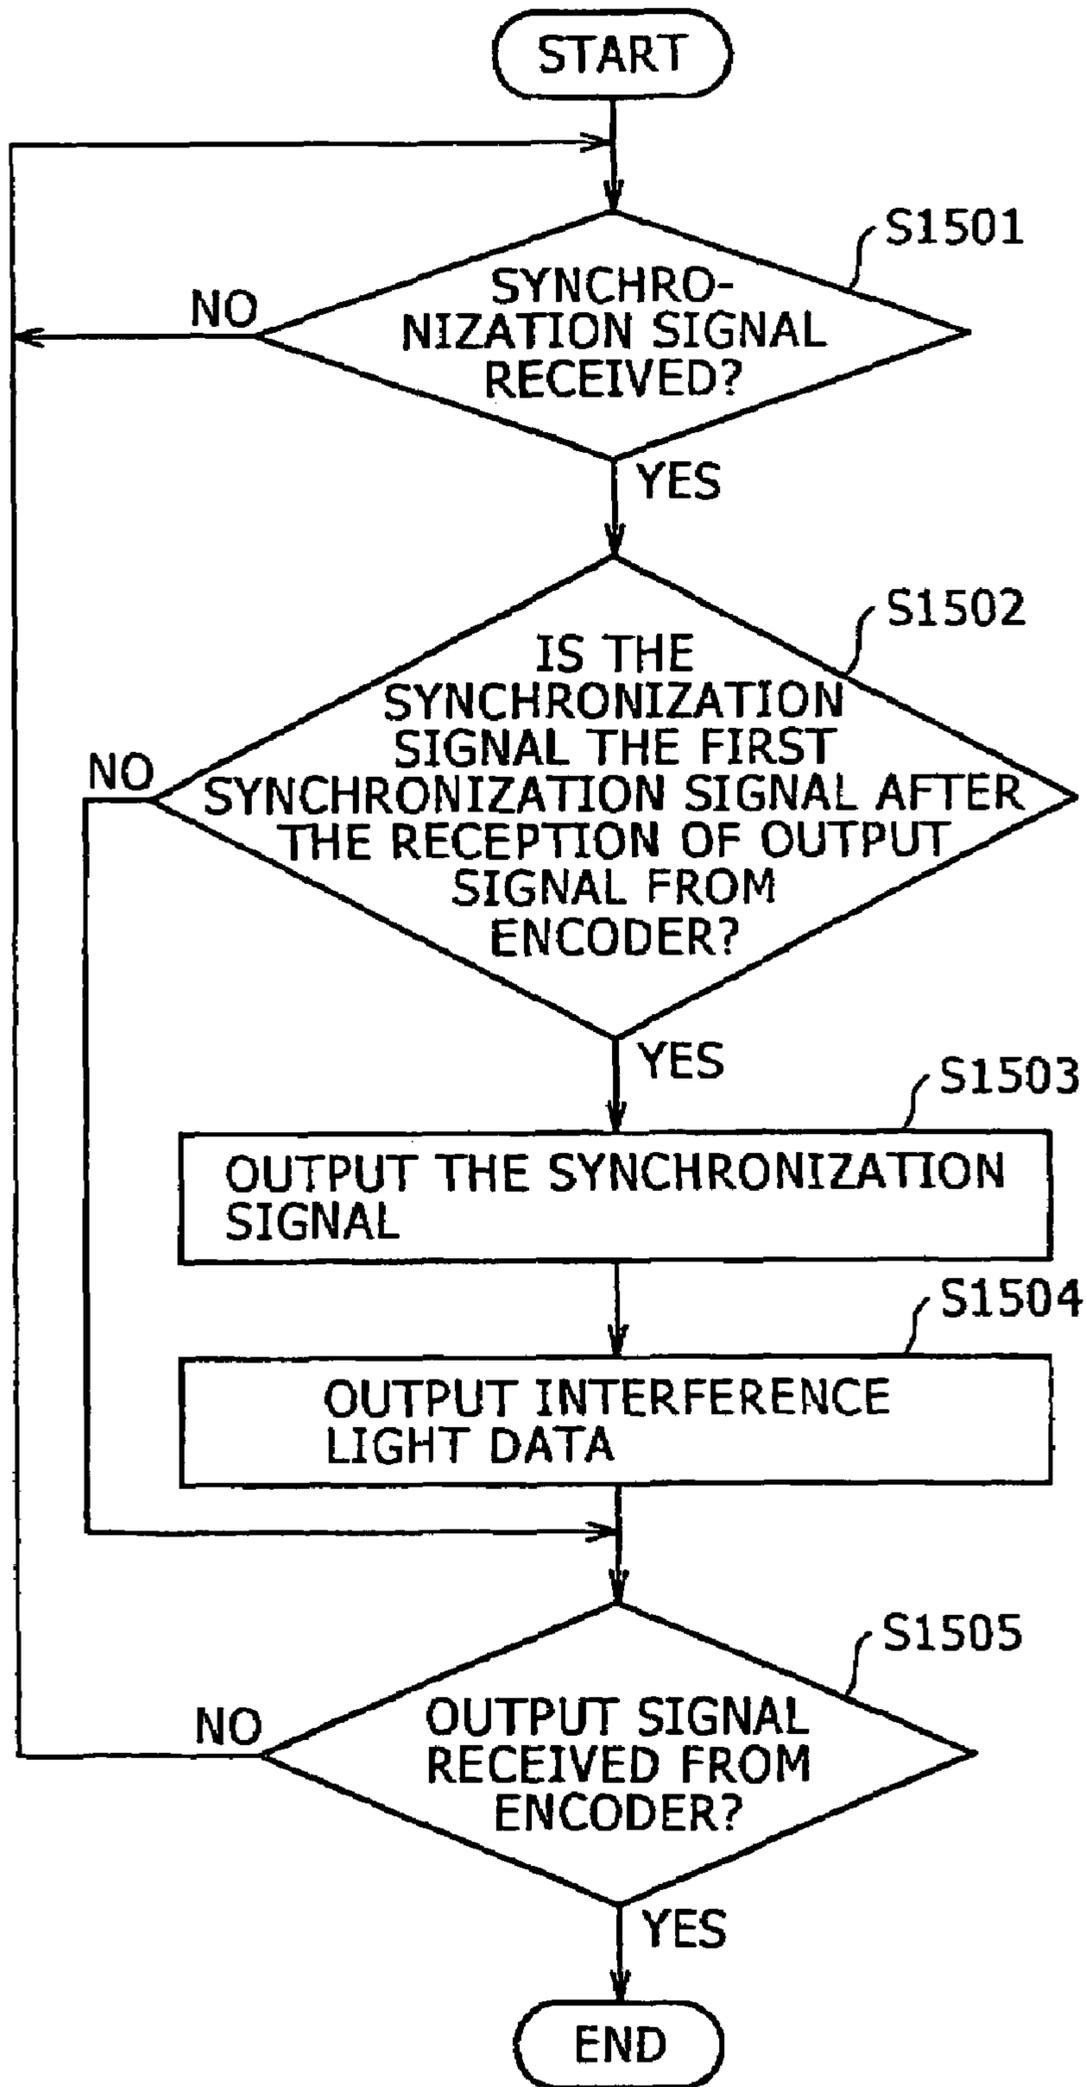 START
S1501
SYNCHRO-
NIZATION SIGNAL
RECEIVED?
NO
YES
S1502
IS THE
SYNCHRONIZATION
SIGNAL THE FIRST
SYNCHRONIZATION SIGNAL AFTER
THE RECEPTION OF OUTPUT
SIGNAL FROM
ENCODER?
NO
YES
S1503
OUTPUT THE SYNCHRONIZATION
SIGNAL
S1504
OUTPUT INTERFERENCE
LIGHT DATA
S1505
OUTPUT SIGNAL
RECEIVED FROM
ENCODER?
NO
YES
END